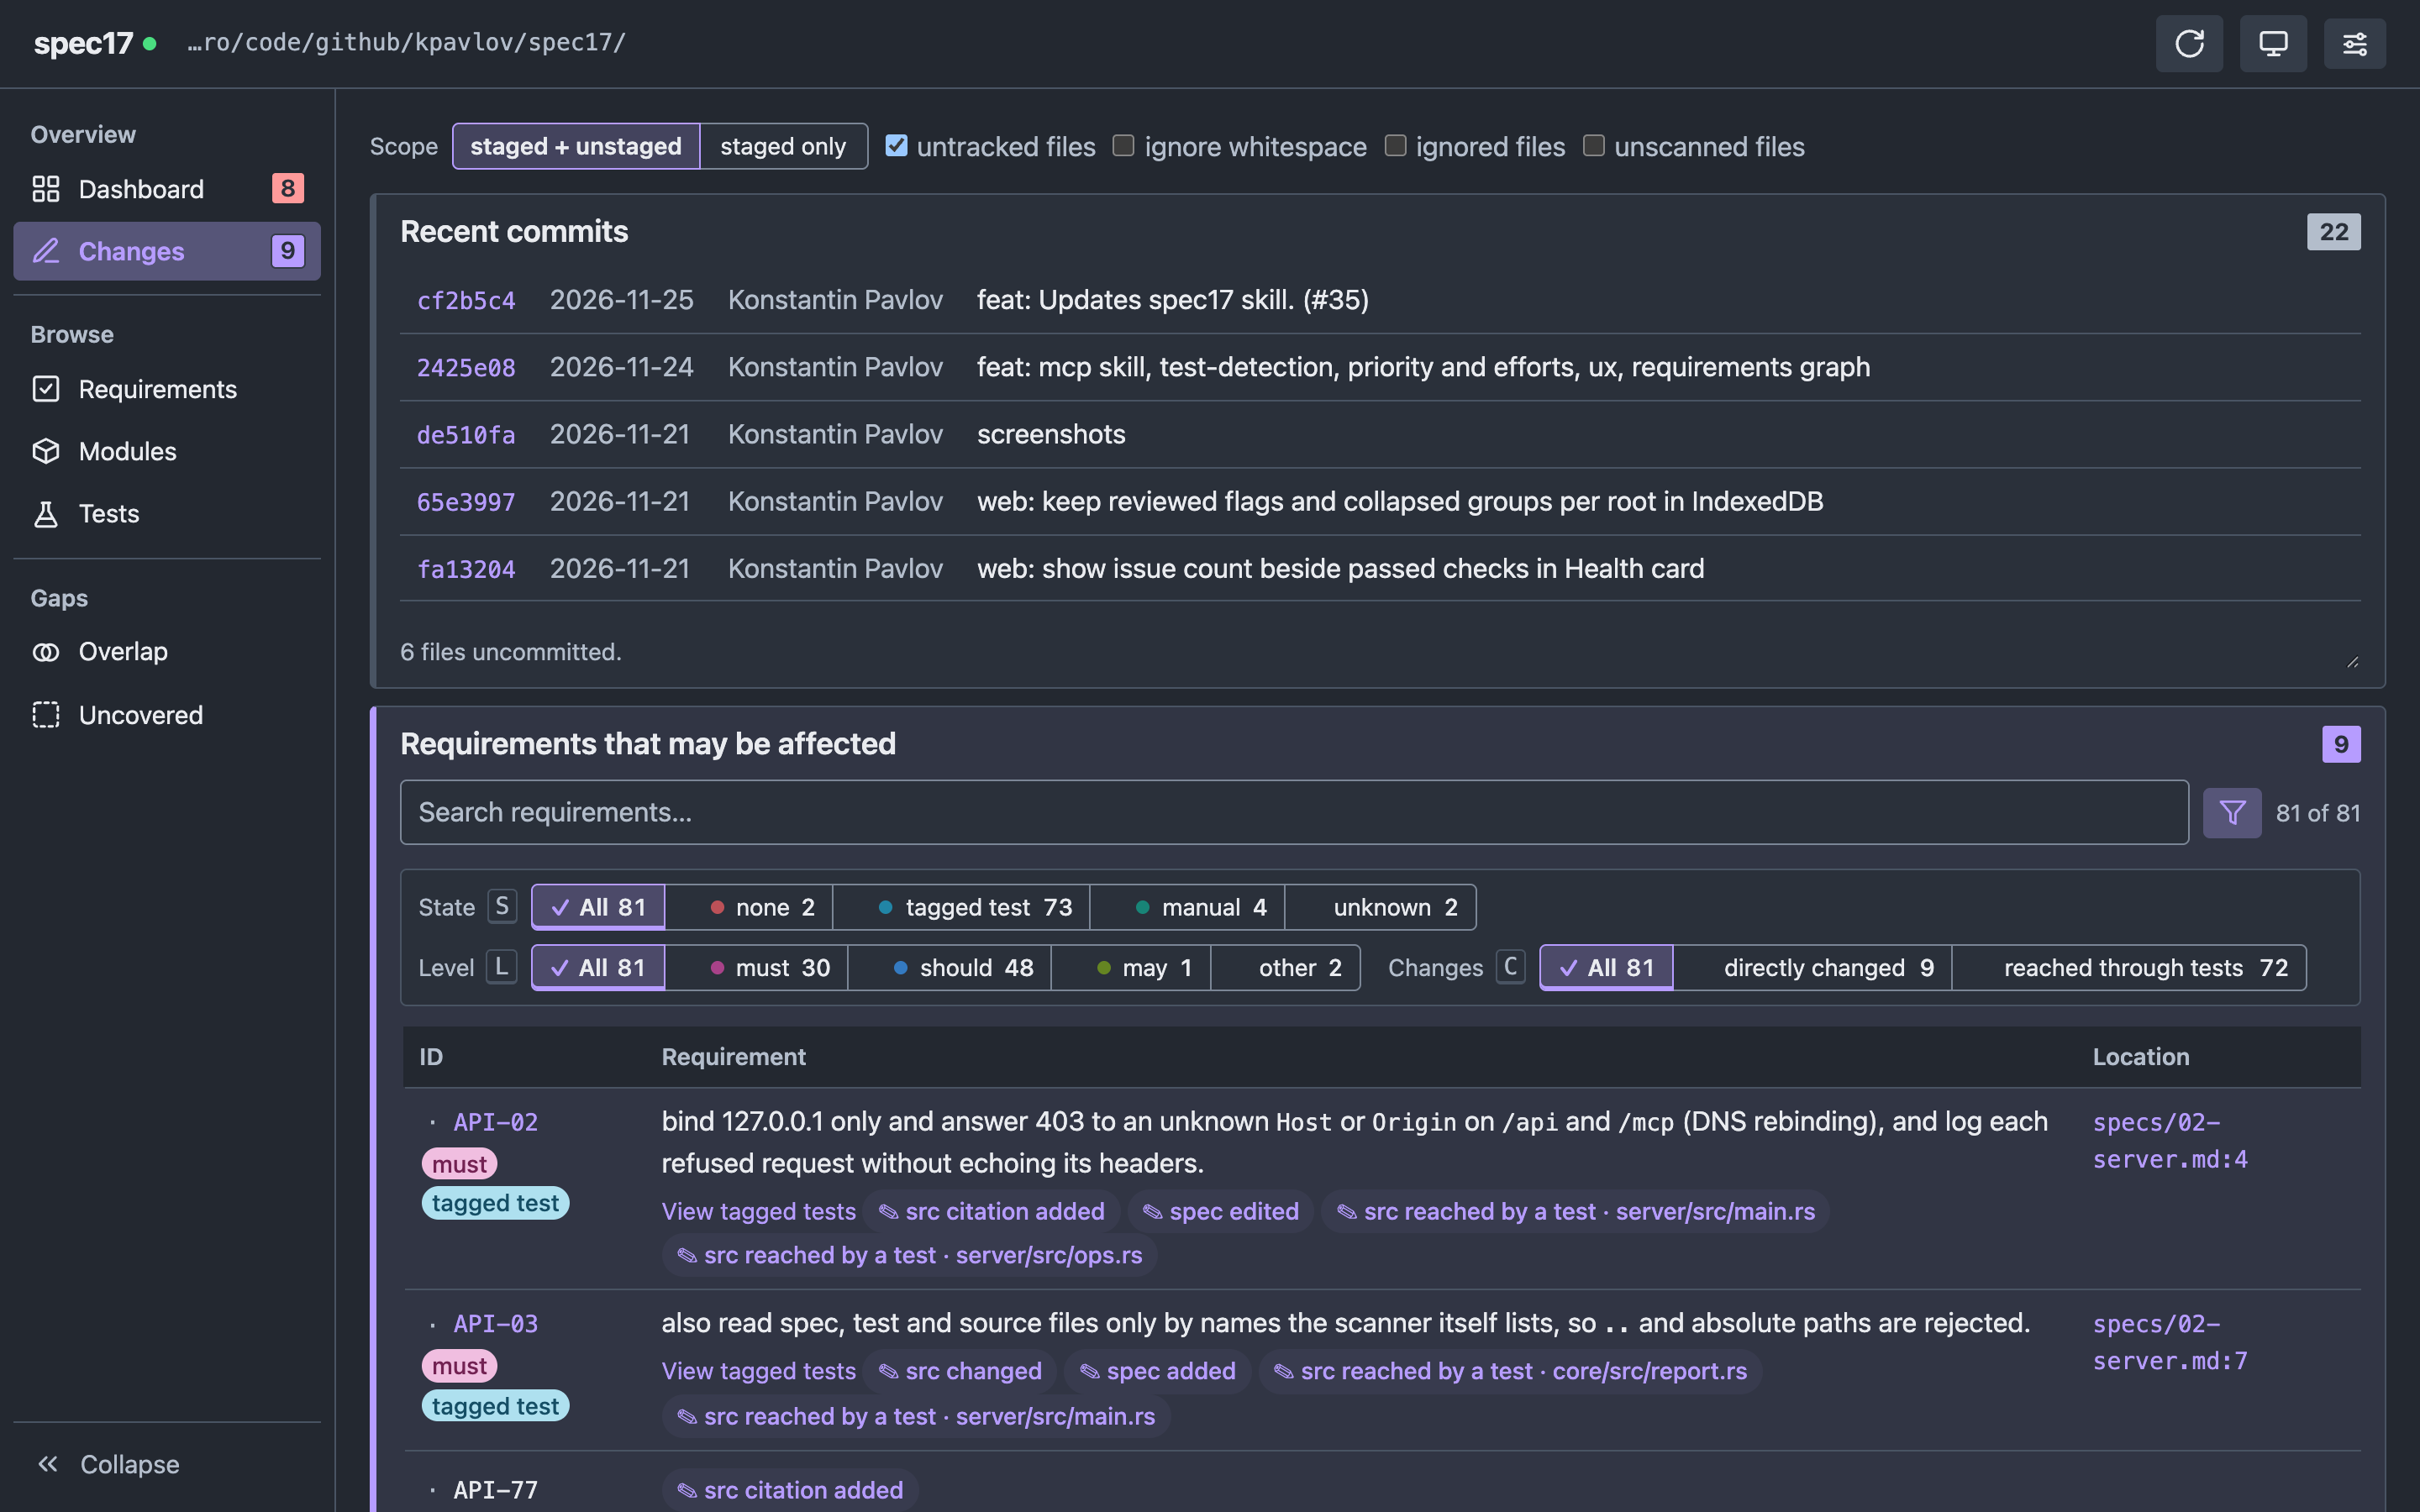 spec17 …ro/code/github/kpavlov/spec17/
Overview
Dashboard 8
Changes 9
Browse
Requirements
Modules
Tests
Gaps
Overlap
Uncovered
Collapse
Scope staged + unstaged staged only untracked files ignore whitespace ignored files unscanned files
Recent commits 22
cf2b5c4 2026-11-25 Konstantin Pavlov feat: Updates spec17 skill. (#35)
2425e08 2026-11-24 Konstantin Pavlov feat: mcp skill, test-detection, priority and efforts, ux, requirements graph
de510fa 2026-11-21 Konstantin Pavlov screenshots
65e3997 2026-11-21 Konstantin Pavlov web: keep reviewed flags and collapsed groups per root in IndexedDB
fa13204 2026-11-21 Konstantin Pavlov web: show issue count beside passed checks in Health card
6 files uncommitted.
Requirements that may be affected 9
Search requirements... 81 of 81
State S ✓ All 81 none 2 tagged test 73 manual 4 unknown 2
Level L ✓ All 81 must 30 should 48 may 1 other 2 Changes C ✓ All 81 directly changed 9 reached through tests 72
ID Requirement Location
· API-02 bind 127.0.0.1 only and answer 403 to an unknown Host or Origin on /api and /mcp (DNS rebinding), and log each specs/02-
must refused request without echoing its headers. server.md:4
tagged test View tagged tests ✎ src citation added ✎ spec edited ✎ src reached by a test · server/src/main.rs
✎ src reached by a test · server/src/ops.rs
· API-03 also read spec, test and source files only by names the scanner itself lists, so .. and absolute paths are rejected. specs/02-
must View tagged tests ✎ src changed ✎ spec added ✎ src reached by a test · core/src/report.rs server.md:7
tagged test ✎ src reached by a test · server/src/main.rs
· API-77 ✎ src citation added